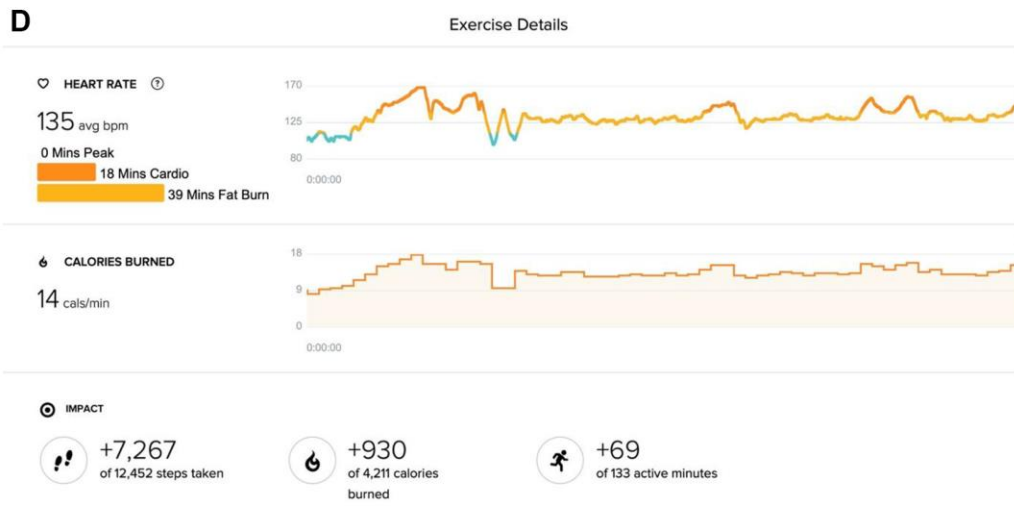 D
Exercise Details
HEART RATE ?
135 avg bpm
0 Mins Peak
18 Mins Cardio
39 Mins Fat Burn
170
125
80
0:00:00
CALORIES BURNED
14 cals/min
18
9
0
0:00:00
IMPACT
+7,267
of 12,452 steps taken
+930
of 4,211 calories
burned
+69
of 133 active minutes